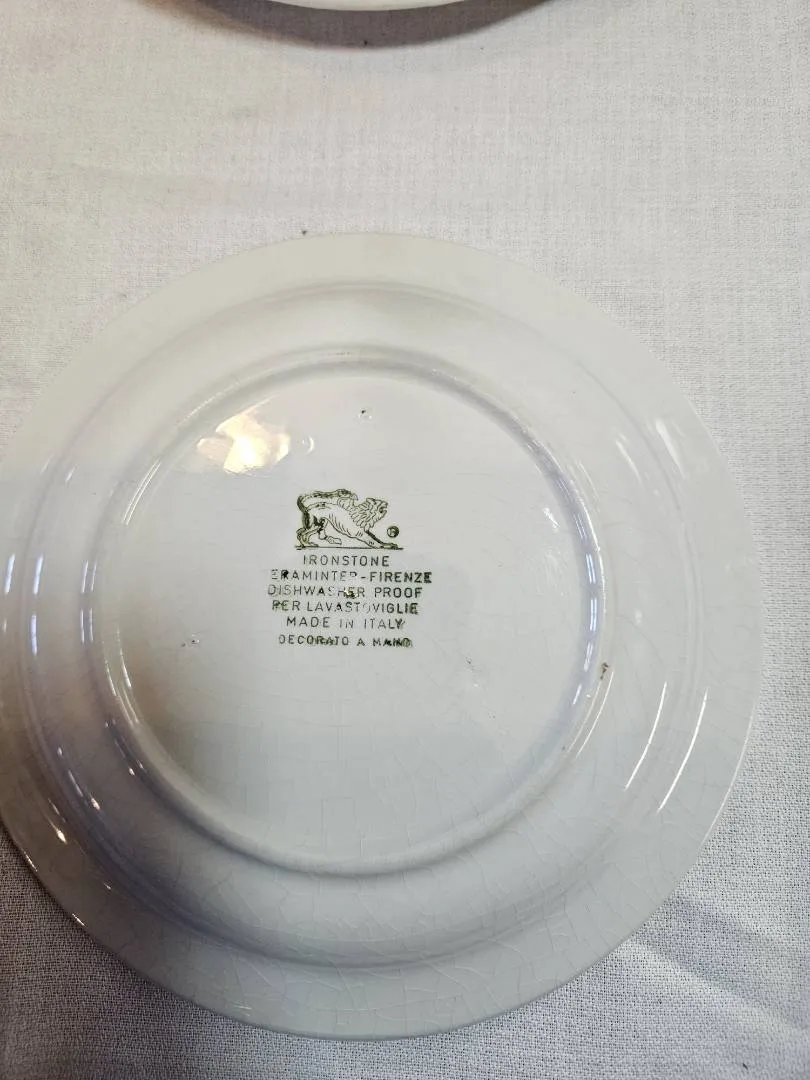 IRONSTONE
ERAMINTER-FIRENZE
DISHWASHER PROOF
PER LAVASTOVIGLIE
MADE IN ITALY
DECORATO A MANO